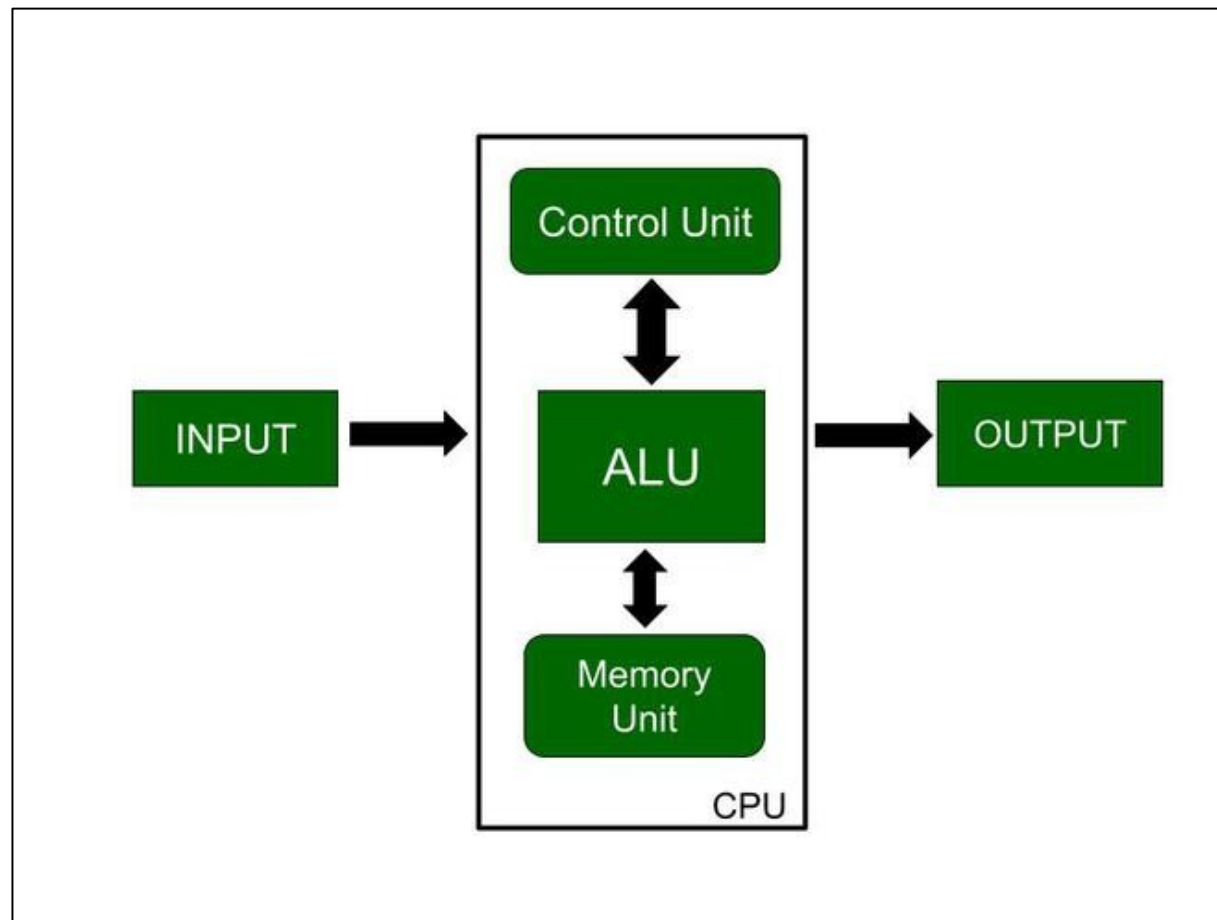 Control Unit
INPUT
ALU
OUTPUT
Memory
Unit
CPU